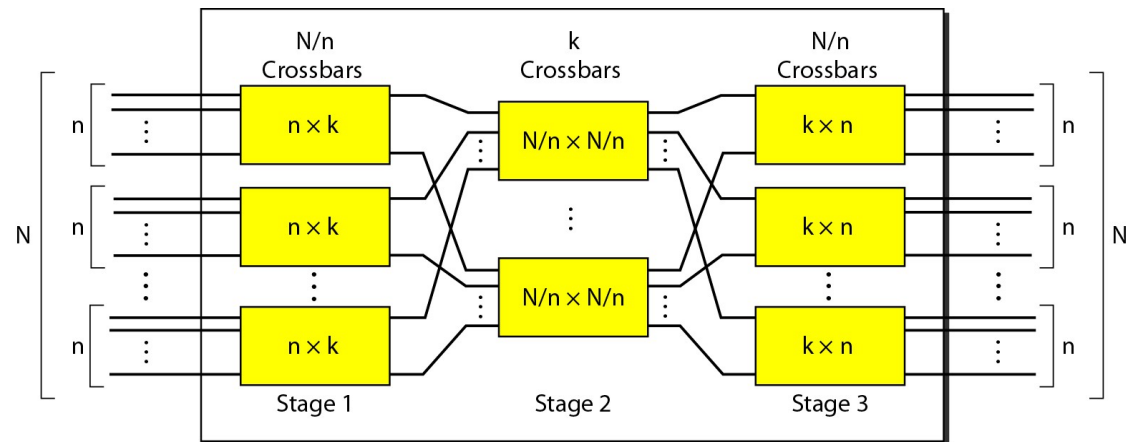 N/n
Crossbars
k
Crossbars
N/n
Crossbars
n
n × k
N/n × N/n
k × n
n
N
n
n × k
k × n
n
N
N/n × N/n
n
n × k
k × n
n
Stage 1
Stage 2
Stage 3